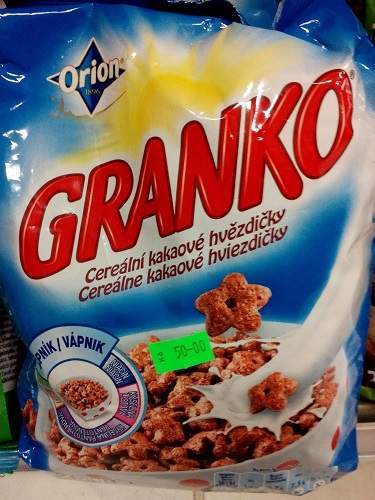 Orion
1896
GRANKO
Cereální kakaové hvězdičky
Cereálne kakaové hviezdičky
VÁPNIK
50-00